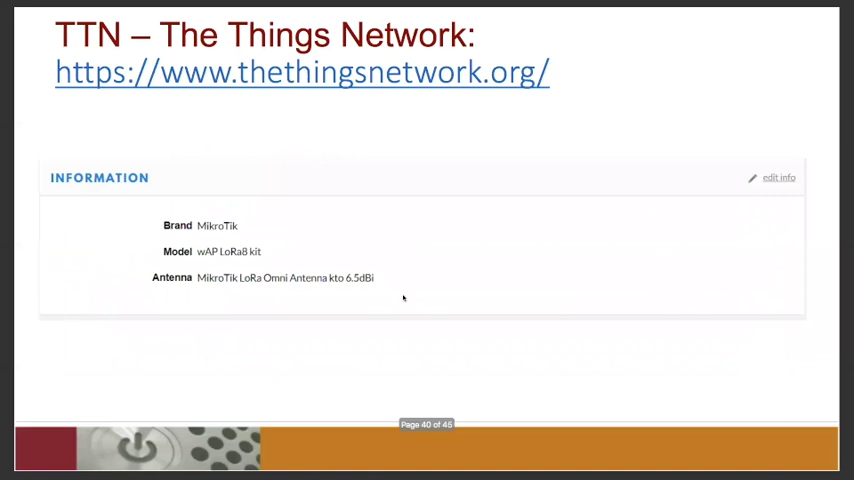 TTN – The Things Network:
https://www.thethingsnetwork.org/
INFORMATION
edit info
Brand MikroTik
Model wAP LoRa8 kit
Antenna MikroTik LoRa Omni Antenna kto 6.5dBi
Page 40 of 45